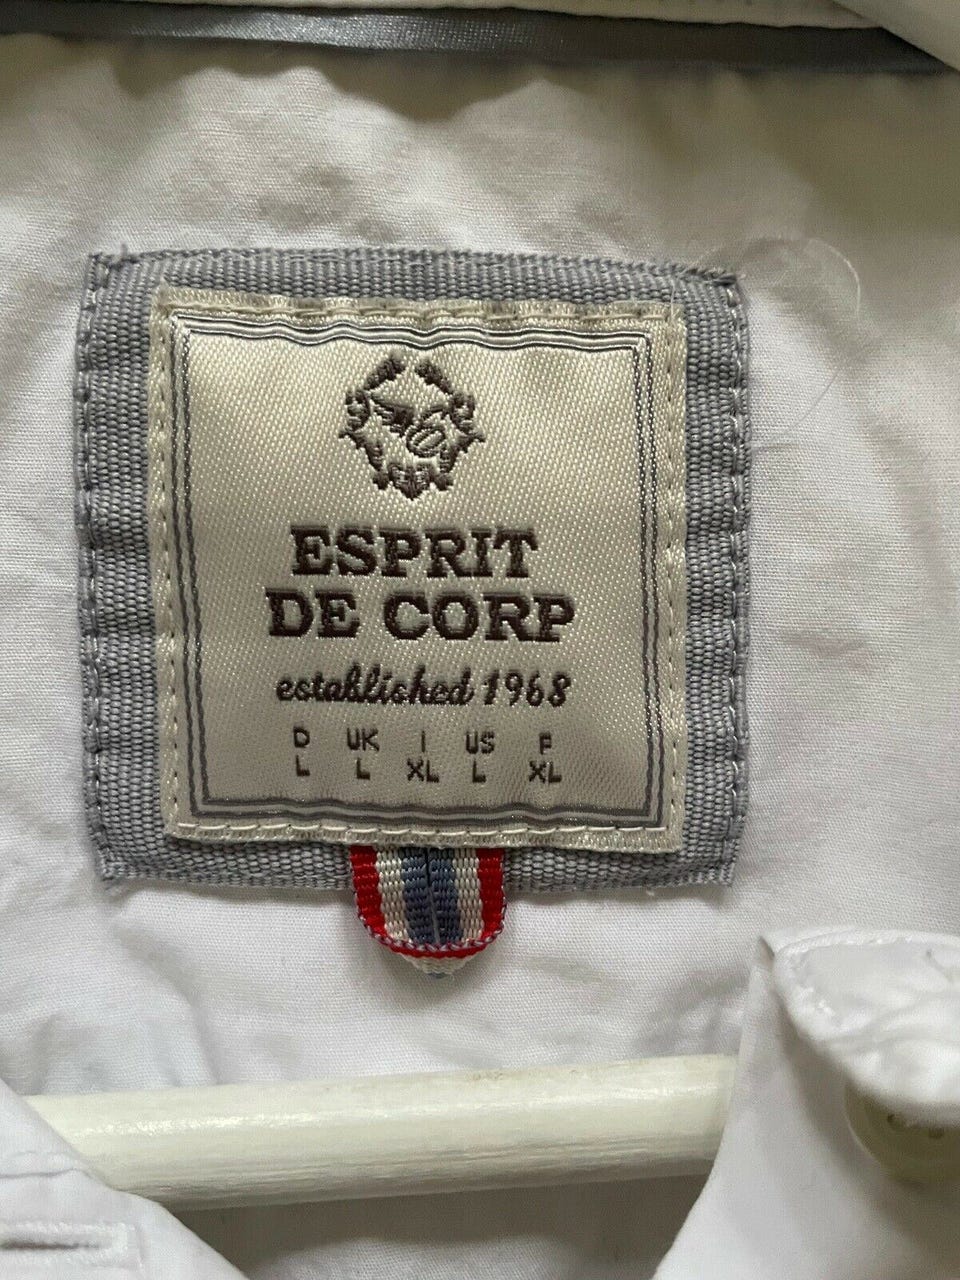 ESPRIT
DE CORP
established 1968
D UK I US F
L L XL L XL